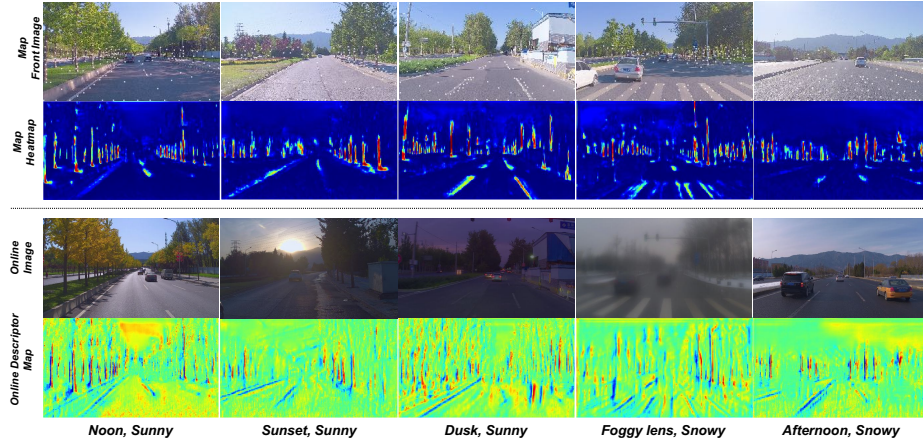 Map
Front Image
Map
Heatmap
Online
Image
Online Descriptor
Map
Noon, Sunny
Sunset, Sunny
Dusk, Sunny
Foggy lens, Snowy
Afternoon, Snowy